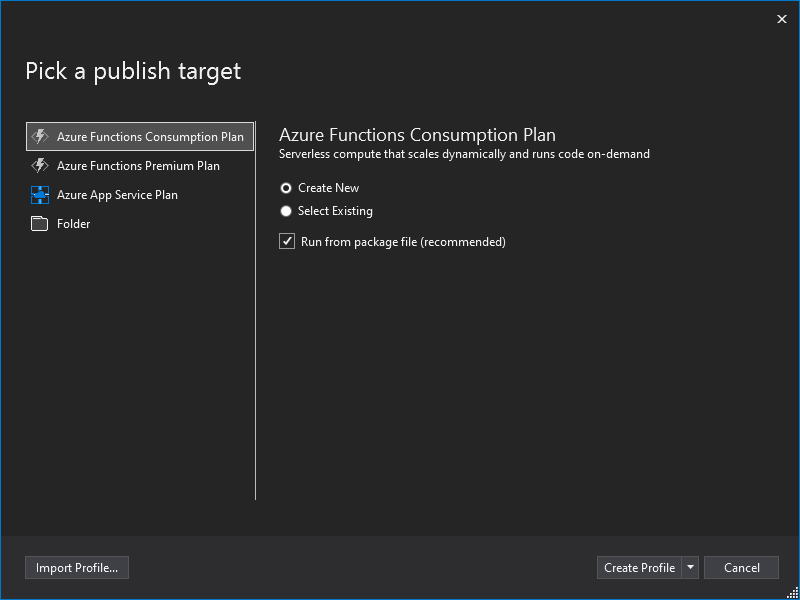 Pick a publish target
Azure Functions Consumption Plan
Azure Functions Premium Plan
Azure App Service Plan
Folder
Azure Functions Consumption Plan
Serverless compute that scales dynamically and runs code on-demand
Create New
Select Existing
Run from package file (recommended)
Import Profile...
Create Profile
Cancel